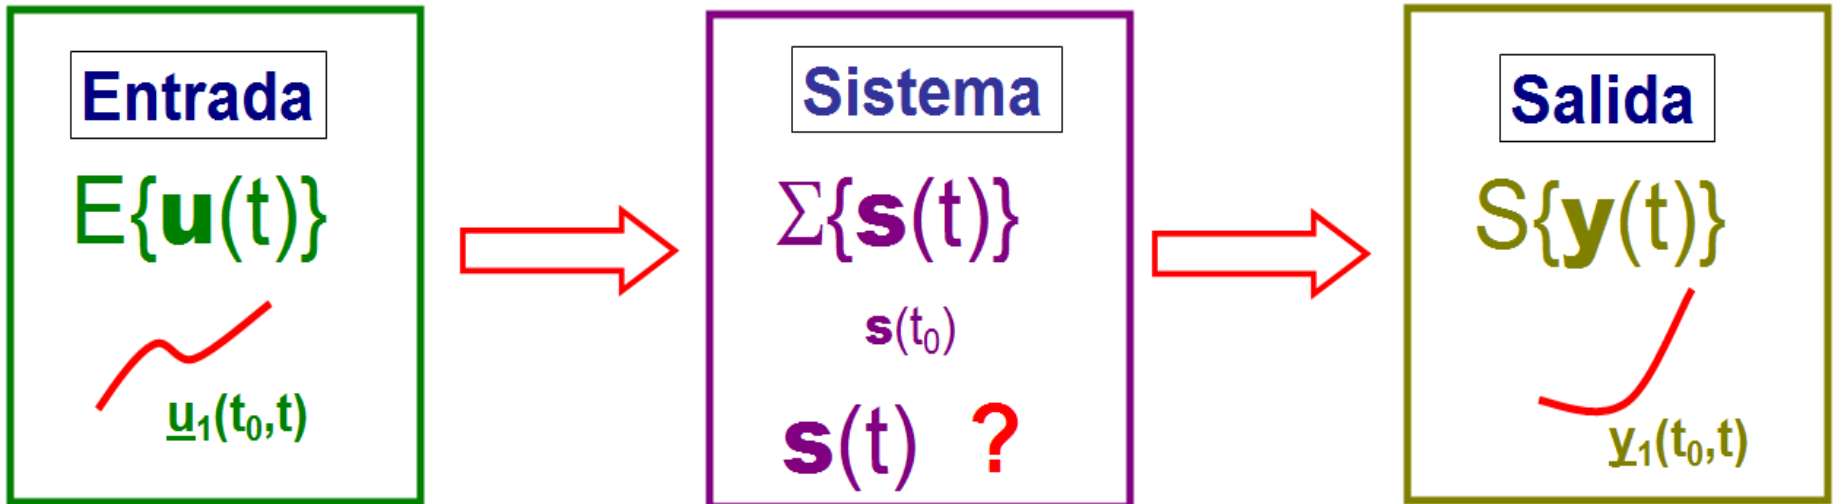 Entrada
E{u(t)}
u₁(t₀,t)
Sistema
Σ{s(t)}
s(t₀)
s(t) ?
Salida
S{y(t)}
y₁(t₀,t)